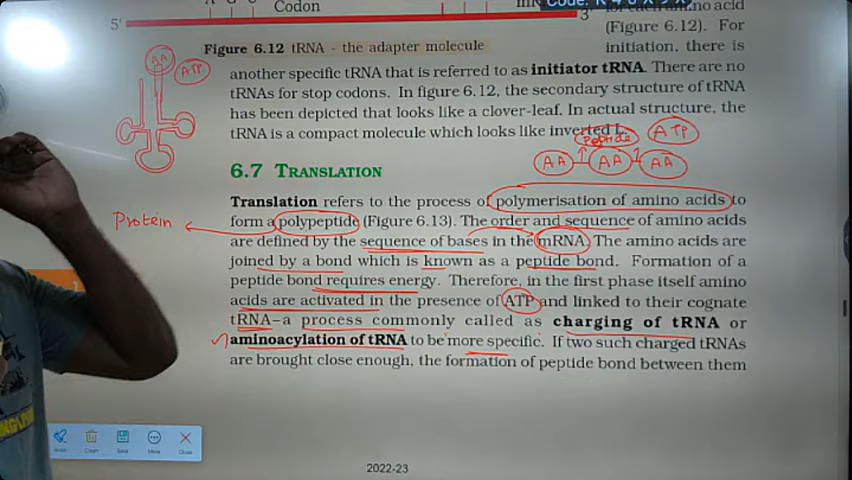 Codon
5'
3'
amino acid
(Figure 6.12). For
initiation, there is
Figure 6.12 tRNA - the adapter molecule
another specific tRNA that is referred to as initiator tRNA. There are no
tRNAs for stop codons. In figure 6.12, the secondary structure of tRNA
has been depicted that looks like a clover-leaf. In actual structure, the
tRNA is a compact molecule which looks like inverted L.
AA
ATP
Peptide
ATP
AA AA AA
6.7 TRANSLATION
Translation refers to the process of polymerisation of amino acids to
form a polypeptide (Figure 6.13). The order and sequence of amino acids
Protein
are defined by the sequence of bases in the mRNA. The amino acids are
joined by a bond which is known as a peptide bond. Formation of a
peptide bond requires energy. Therefore, in the first phase itself amino
acids are activated in the presence of ATP and linked to their cognate
tRNA–a process commonly called as charging of tRNA or
aminoacylation of tRNA to be more specific. If two such charged tRNAs
are brought close enough, the formation of peptide bond between them
Clean
Save
More
Close
2022-23